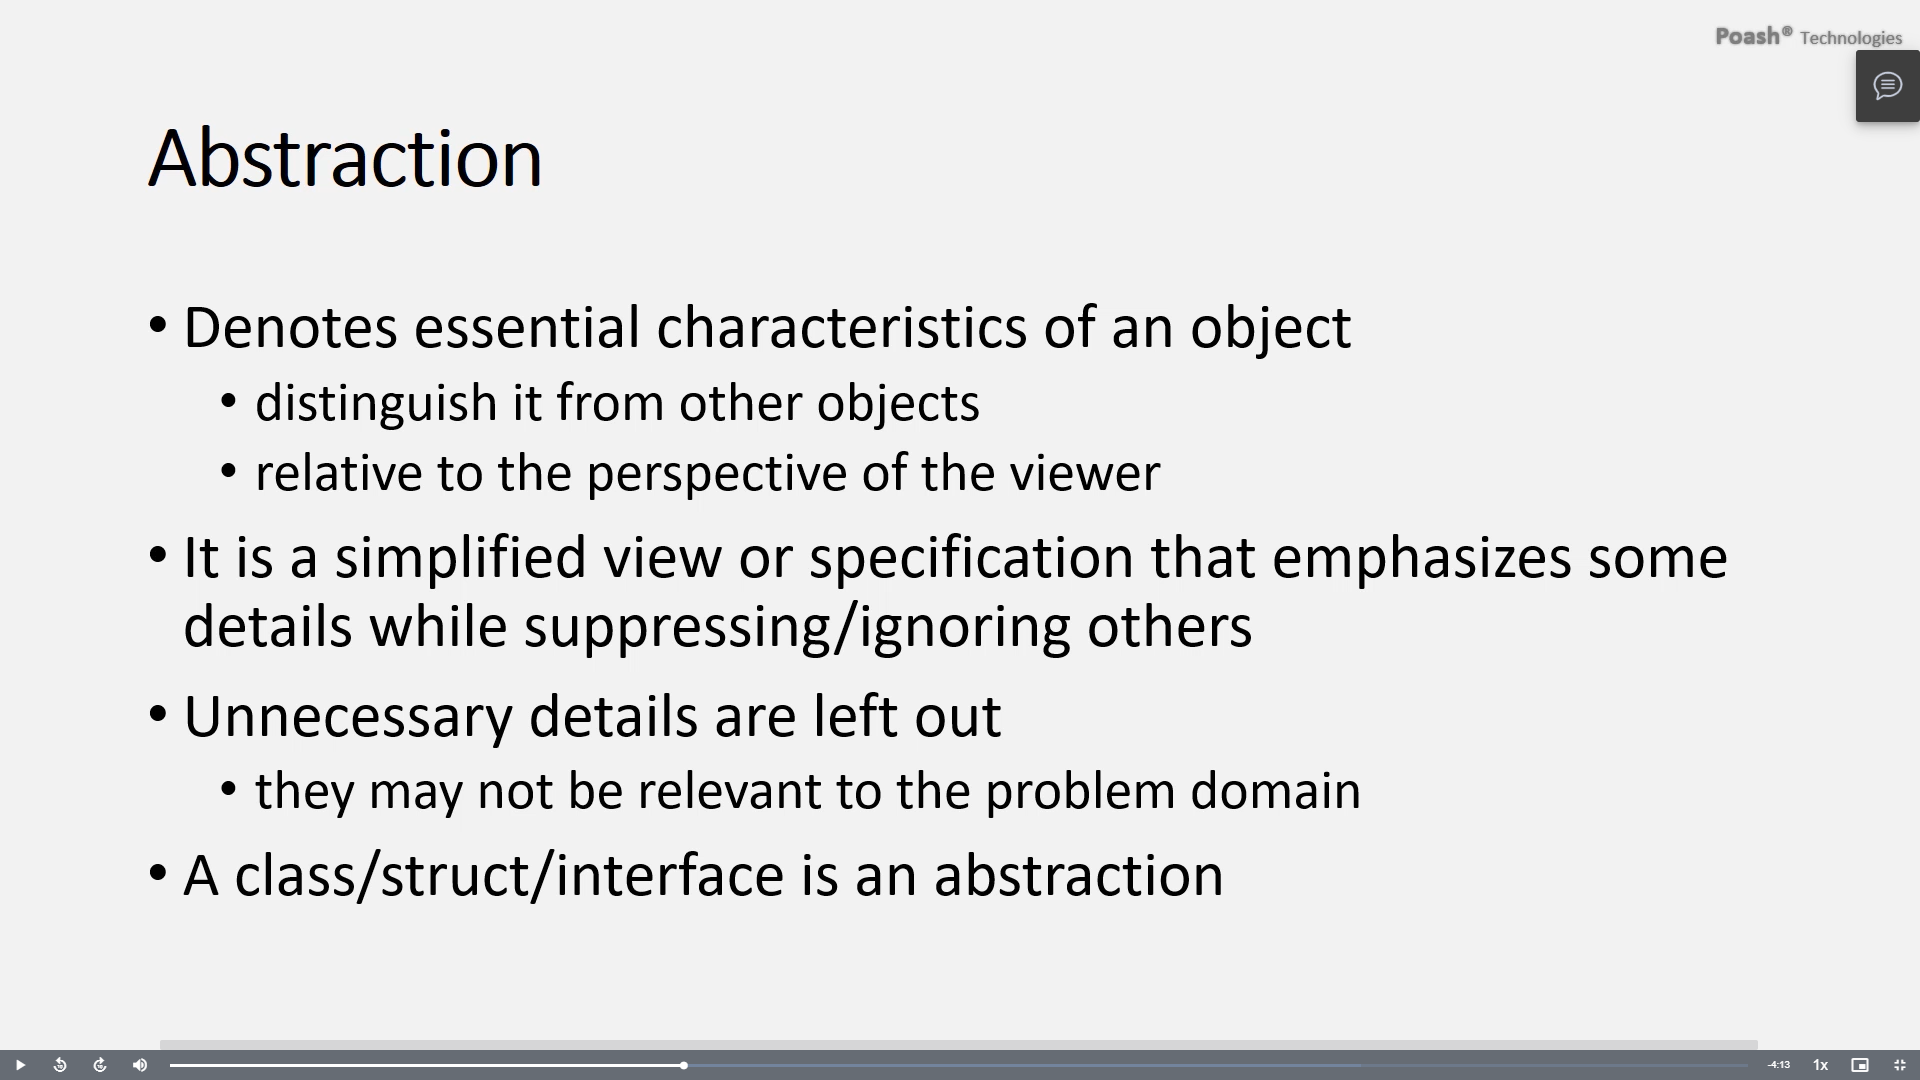 Poash® Technologies
Abstraction
• Denotes essential characteristics of an object
• distinguish it from other objects
• relative to the perspective of the viewer
• It is a simplified view or specification that emphasizes some
details while suppressing/ignoring others
• Unnecessary details are left out
• they may not be relevant to the problem domain
• A class/struct/interface is an abstraction
-4:13 1x